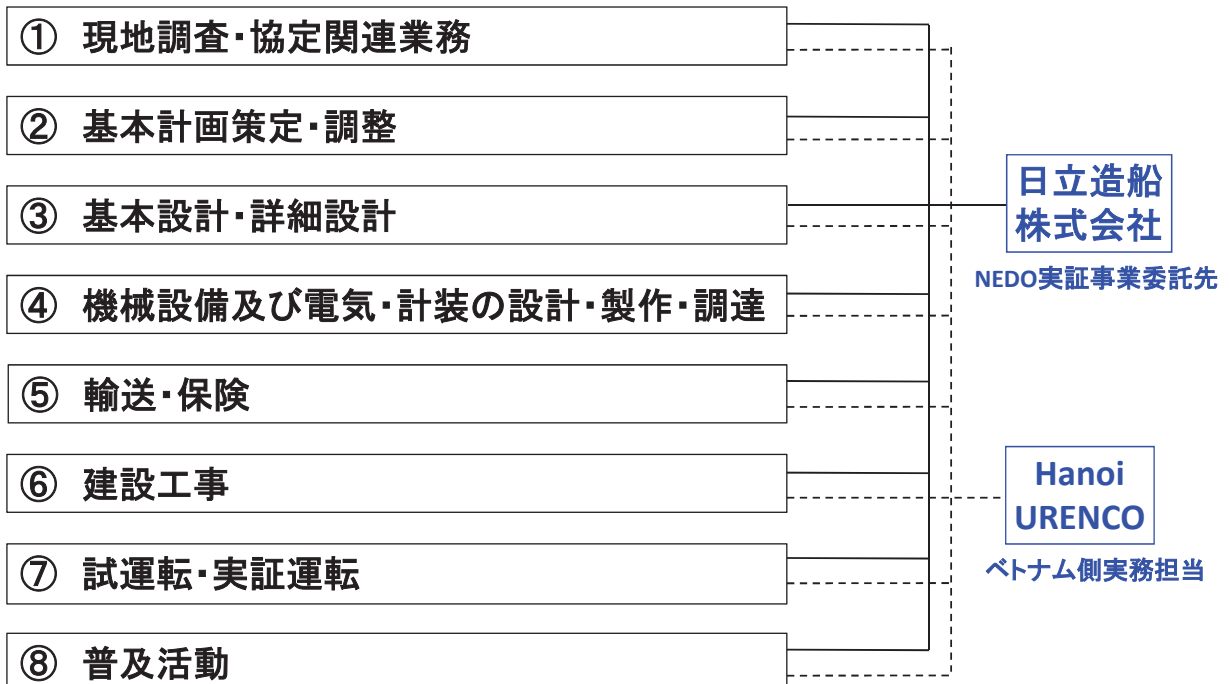 ① 現地調査・協定関連業務
② 基本計画策定・調整
③ 基本設計・詳細設計
④ 機械設備及び電気・計装の設計・製作・調達
⑤ 輸送・保険
⑥ 建設工事
⑦ 試運転・実証運転
⑧ 普及活動
日立造船
株式会社
NEDO実証事業委託先
Hanoi
URENCO
ベトナム側実務担当